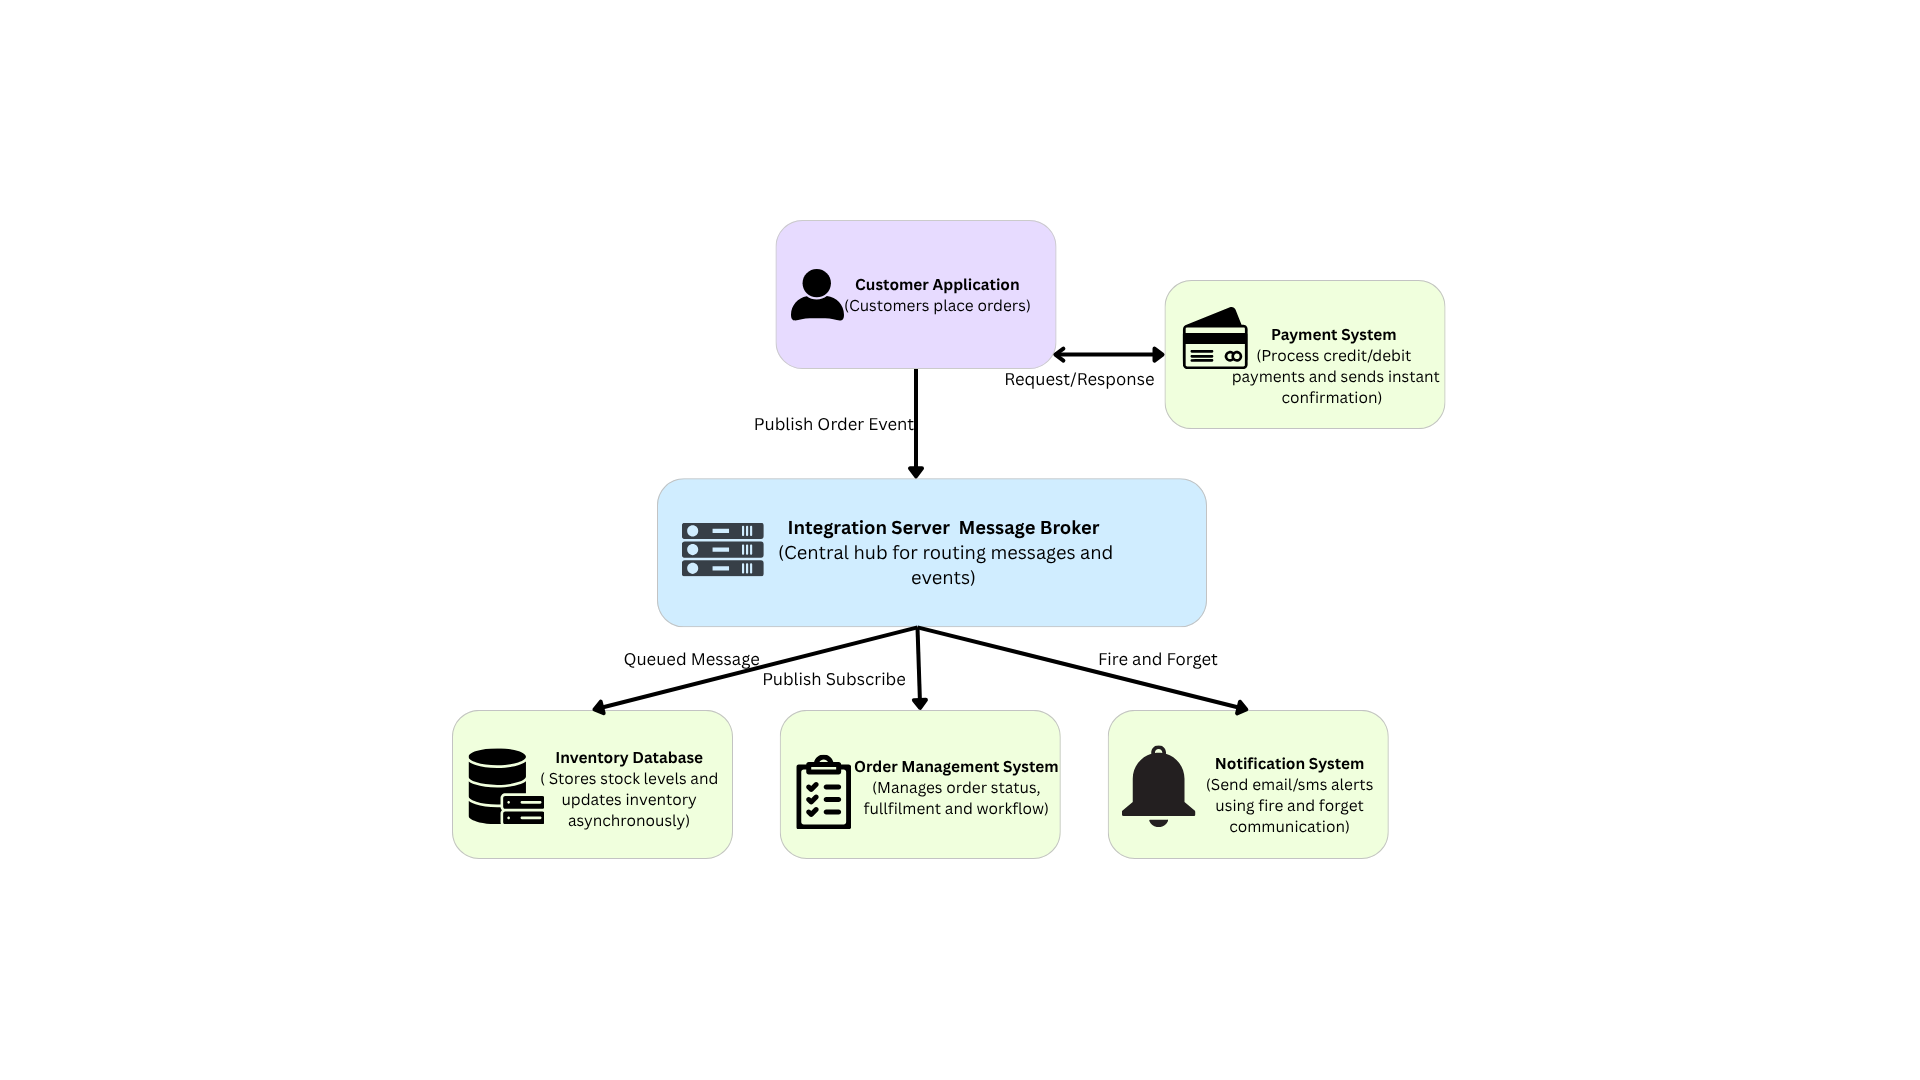 Customer Application
(Customers place orders)
Payment System
(Process credit/debit
payments and sends instant
confirmation)
Request/Response
Publish Order Event
Integration Server  Message Broker
(Central hub for routing messages and
events)
Queued Message
Publish Subscribe
Fire and Forget
Inventory Database
( Stores stock levels and
updates inventory
asynchronously)
Order Management System
(Manages order status,
fullfilment and workflow)
Notification System
(Send email/sms alerts
using fire and forget
communication)